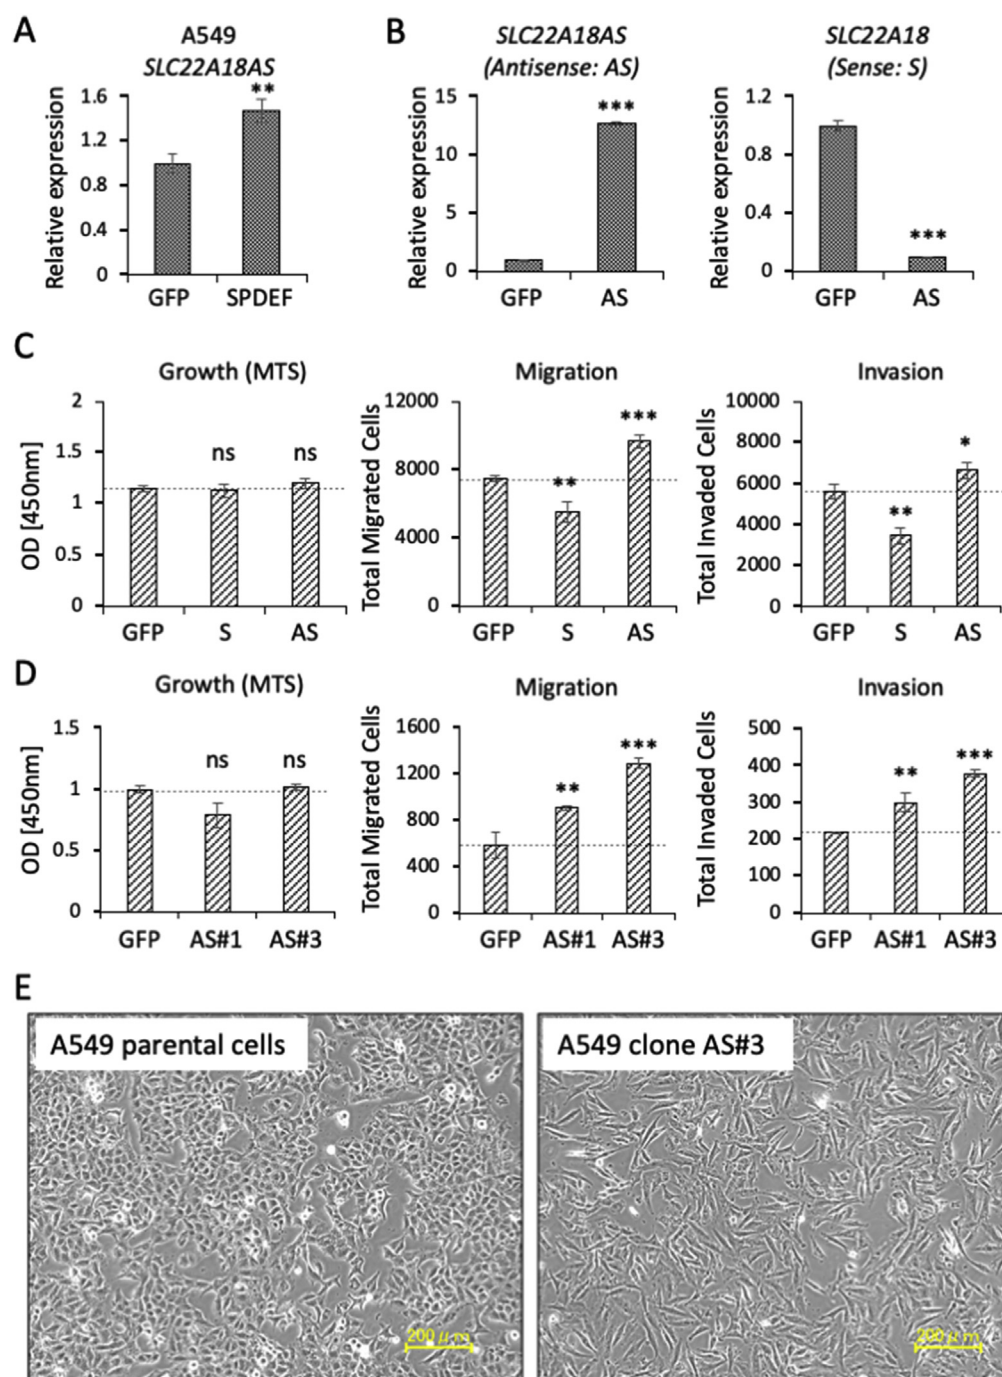 A
A549
SLC22A18AS
Relative expression
1.6
1.2
0.8
0.4
0
**
GFP SPDEF
B
SLC22A18AS
(Antisense: AS)
Relative expression
15
10
5
0
***
GFP AS
SLC22A18
(Sense: S)
Relative expression
1.2
0.8
0.4
0
***
GFP AS
C
Growth (MTS)
OD [450nm]
2
1.5
1
0.5
0
ns ns
GFP S AS
Migration
Total Migrated Cells
12000
8000
4000
0
** ***
GFP S AS
Invasion
Total Invaded Cells
10000
8000
6000
4000
2000
0
** *
GFP S AS
D
Growth (MTS)
OD [450nm]
1.5
1
0.5
0
ns ns
GFP AS#1 AS#3
Migration
Total Migrated Cells
1600
1200
800
400
0
** ***
GFP AS#1 AS#3
Invasion
Total Invaded Cells
500
400
300
200
100
0
** ***
GFP AS#1 AS#3
E
A549 parental cells
200 μm
A549 clone AS#3
200 μm